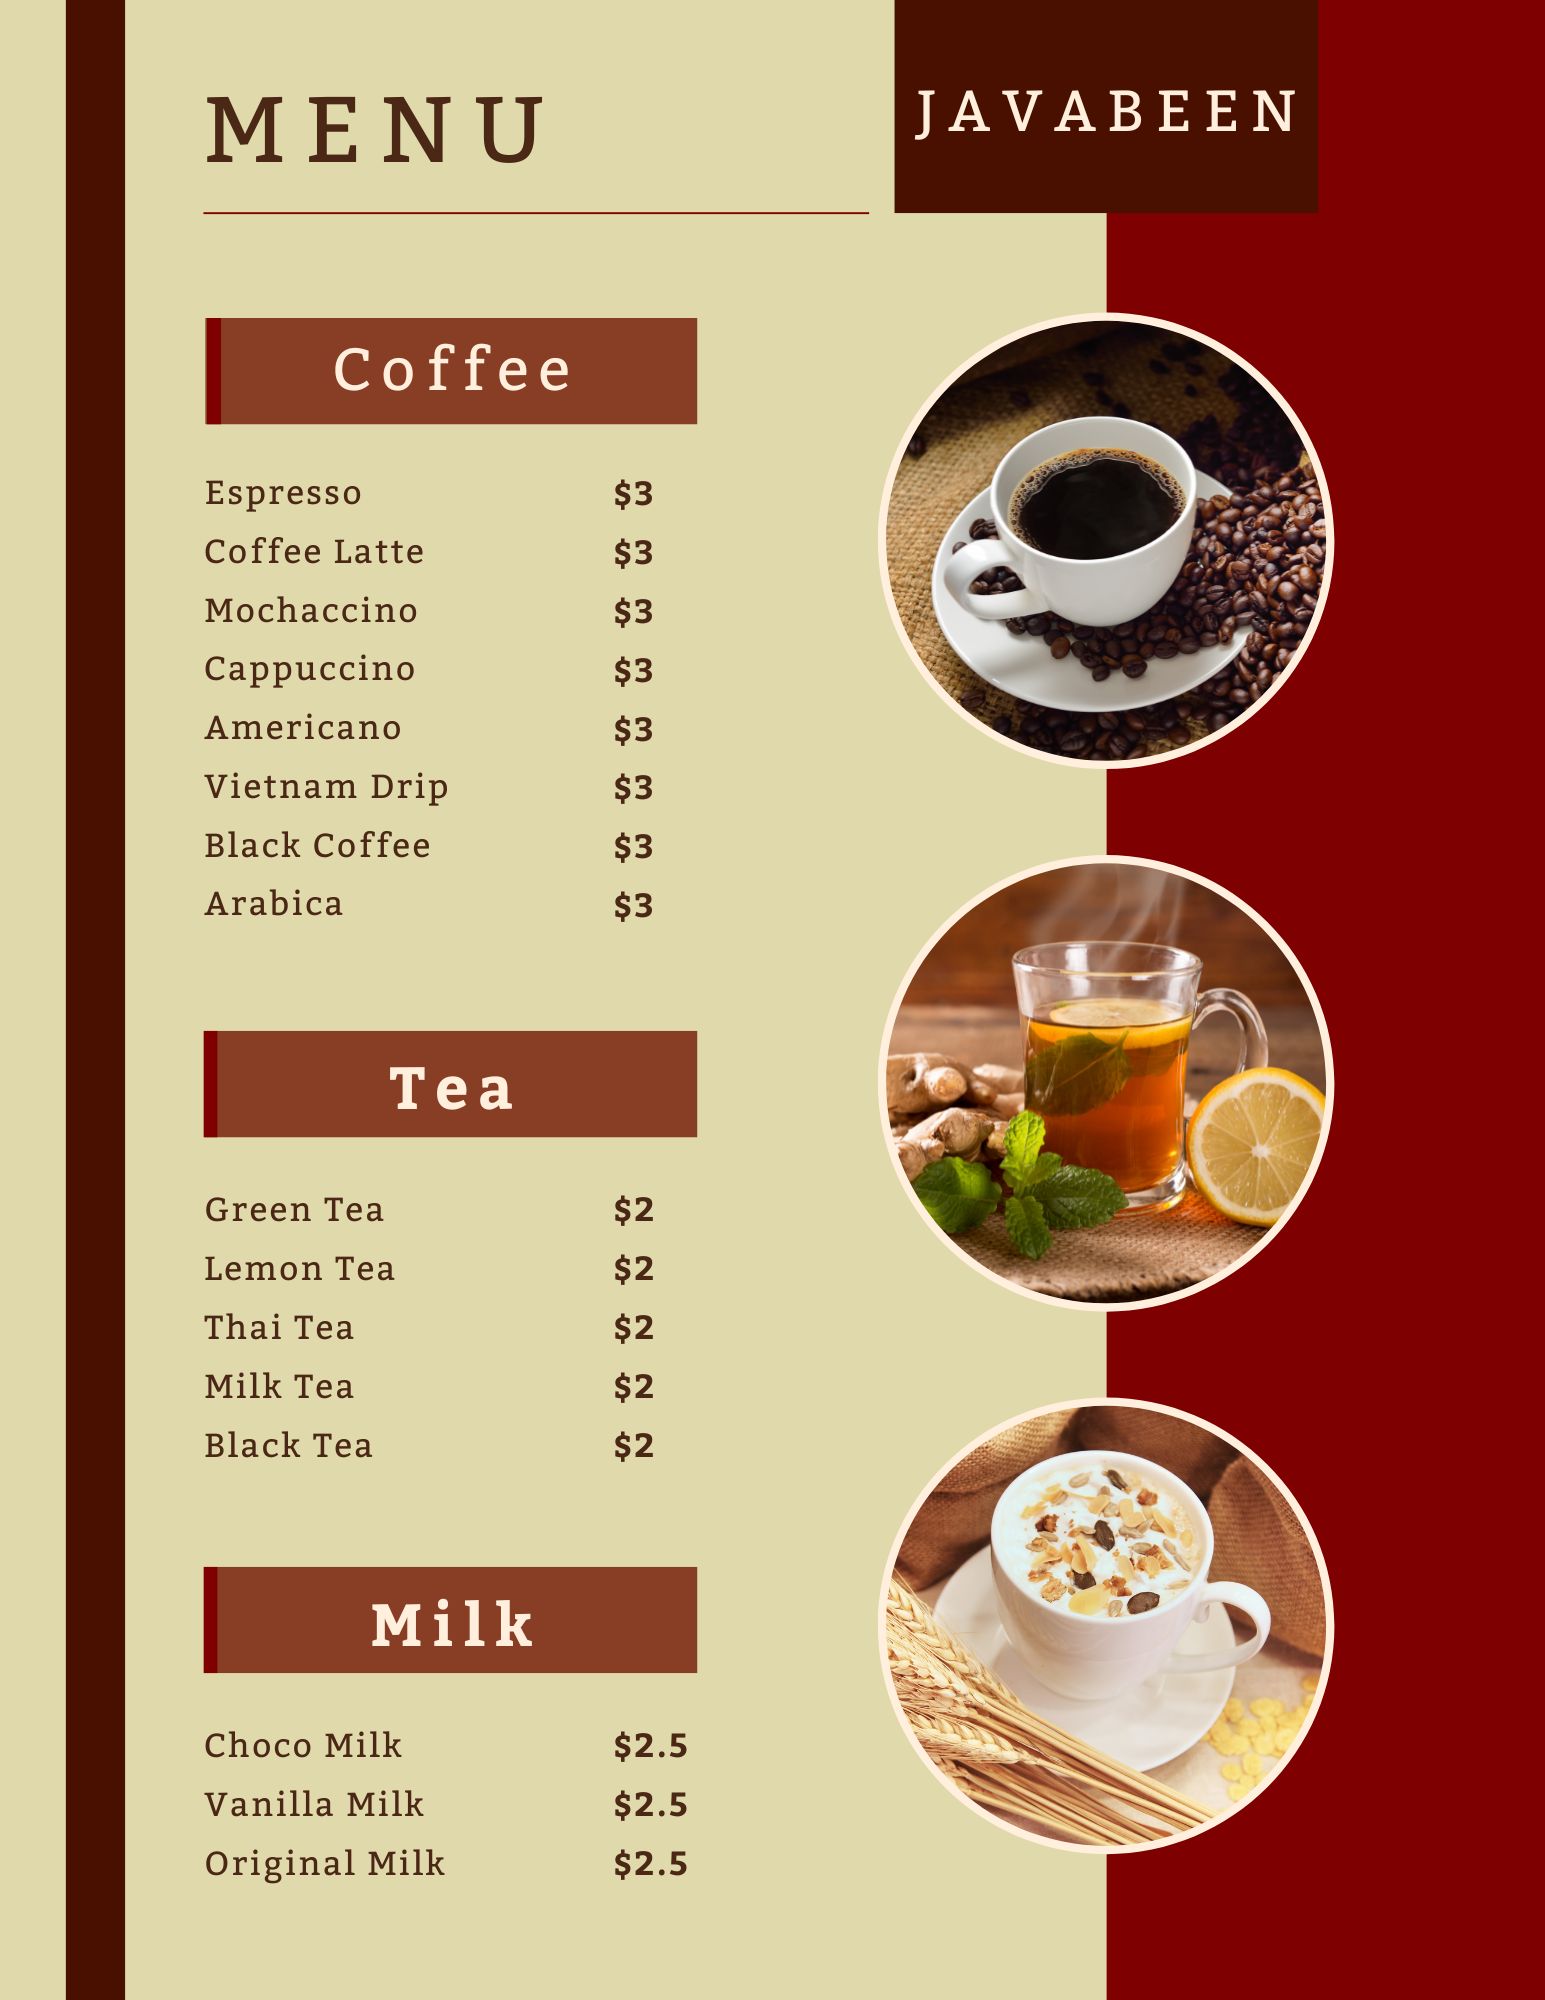 MENU
JAVABEEN
Coffee
Espresso $3
Coffee Latte $3
Mochaccino $3
Cappuccino $3
Americano $3
Vietnam Drip $3
Black Coffee $3
Arabica $3
Tea
Green Tea $2
Lemon Tea $2
Thai Tea $2
Milk Tea $2
Black Tea $2
Milk
Choco Milk $2.5
Vanilla Milk $2.5
Original Milk $2.5